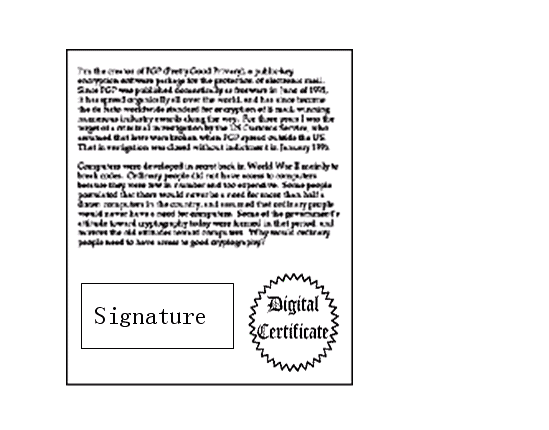 I'm the creator of PGP (Pretty Good Privacy), a public-key
encryption software package for the protection of electronic mail.
Since PGP was published domestically as freeware in June of 1991,
it has spread organically all over the world, and has since become
the de facto worldwide standard for encryption of E-mail, winning
numerous industry awards along the way. For three years I was the
target of a criminal investigation by the US Customs Service, who
assumed that laws were broken when PGP spread outside the US.
That investigation was closed without indictment in January 1996.
Computers were developed in secret back in World War II mainly to
break codes. Ordinary people did not have access to computers
because they were few in number and too expensive. Some people
postulated that there would never be a need for more than half a
dozen computers in the country, and assumed that ordinary people
would never have a need for computers. Some of the government's
attitude toward cryptography today were formed in that period, and
the old attitudes toward computers. Why would ordinary
people need to have access to good cryptography?
Signature
Digital
Certificate